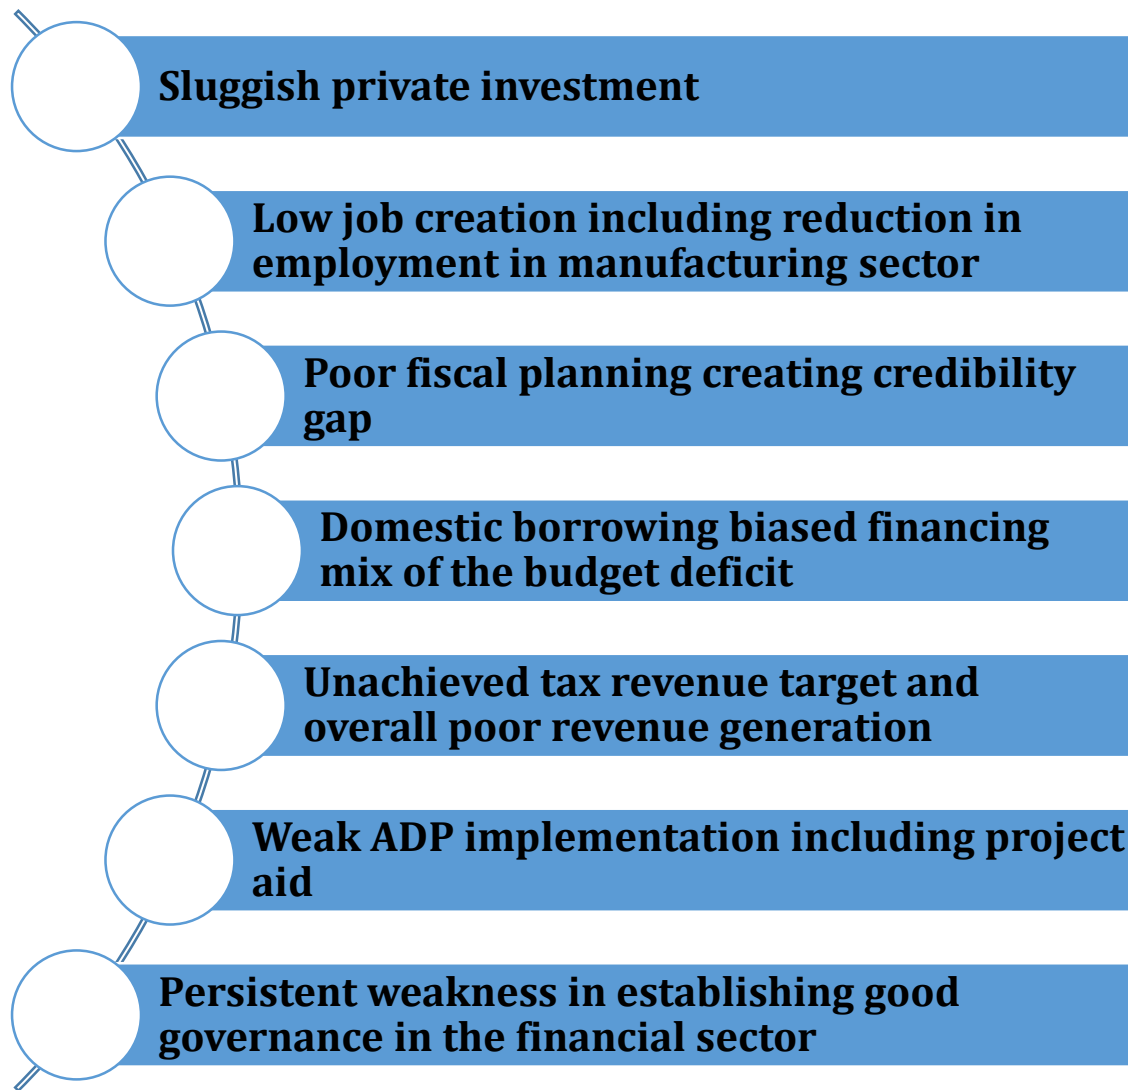 Sluggish private investment
Low job creation including reduction in
employment in manufacturing sector
Poor fiscal planning creating credibility
gap
Domestic borrowing biased financing
mix of the budget deficit
Unachieved tax revenue target and
overall poor revenue generation
Weak ADP implementation including project
aid
Persistent weakness in establishing good
governance in the financial sector